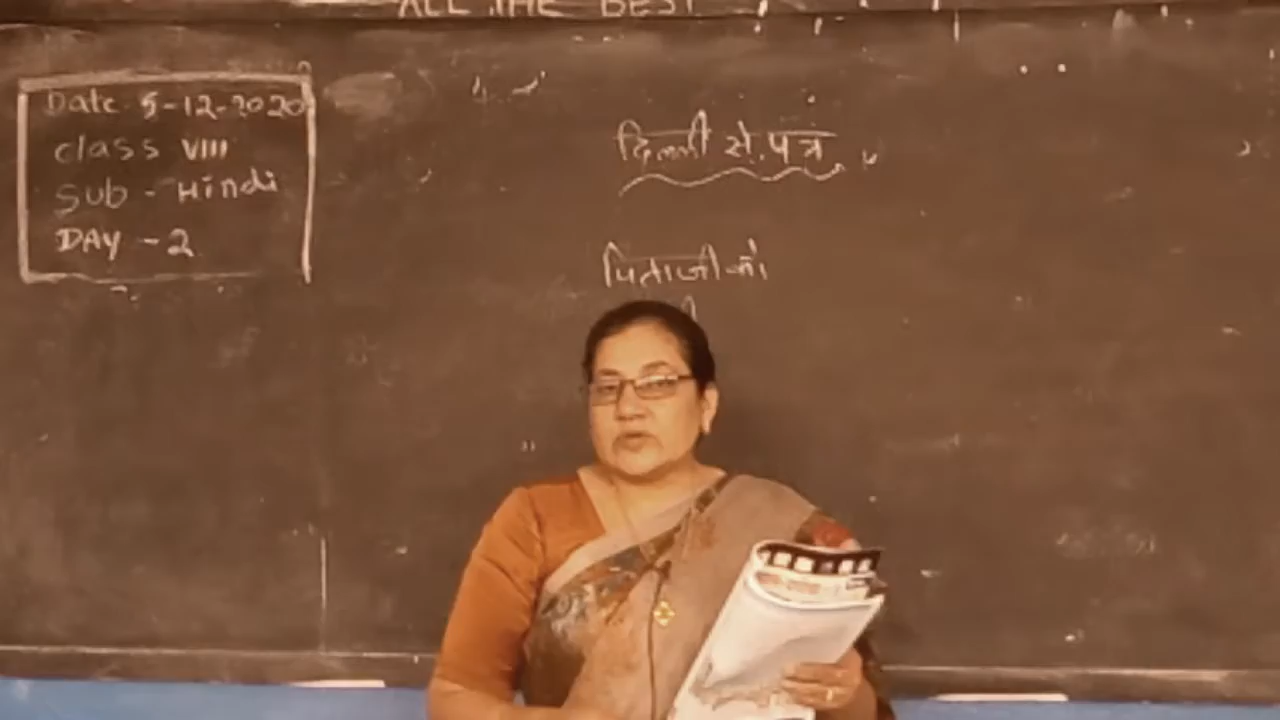 ALL THE BEST
Date 5-12-2020
class VIII
Sub - Hindi
DAY - 2
दिल्ली से पत्र
पिताजी को